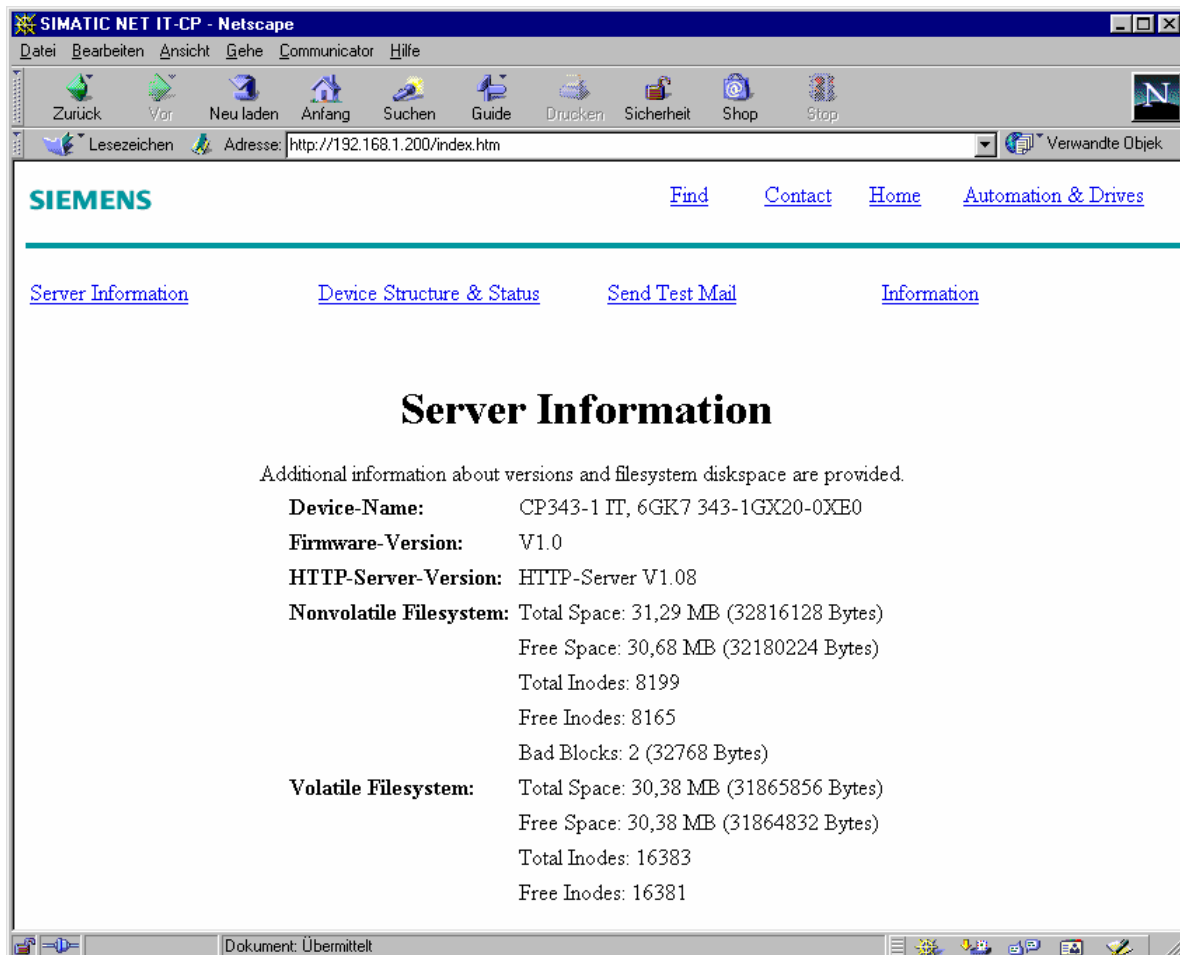 SIMATIC NET IT-CP - Netscape
Datei Bearbeiten Ansicht Gehe Communicator Hilfe
Zurück Vor Neu laden Anfang Suchen Guide Drucken Sicherheit Shop Stop
N
Lesezeichen Adresse: http://192.168.1.200/index.htm Verwandte Objek
SIEMENS Find Contact Home Automation & Drives
Server Information Device Structure & Status Send Test Mail Information
Server Information
Additional information about versions and filesystem diskspace are provided.
Device-Name: CP343-1 IT, 6GK7 343-1GX20-0XE0
Firmware-Version: V1.0
HTTP-Server-Version: HTTP-Server V1.08
Nonvolatile Filesystem: Total Space: 31,29 MB (32816128 Bytes)
Free Space: 30,68 MB (32180224 Bytes)
Total Inodes: 8199
Free Inodes: 8165
Bad Blocks: 2 (32768 Bytes)
Volatile Filesystem: Total Space: 30,38 MB (31865856 Bytes)
Free Space: 30,38 MB (31864832 Bytes)
Total Inodes: 16383
Free Inodes: 16381
Dokument: Übermittelt